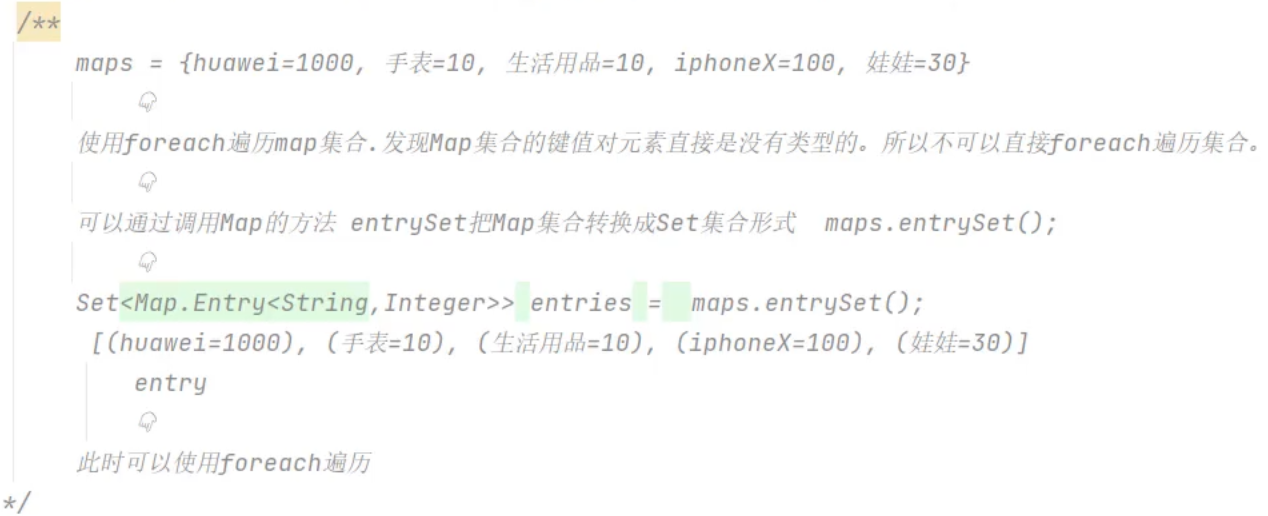 /**
maps = {huawei=1000, 手表=10, 生活用品=10, iphoneX=100, 娃娃=30}
👇
使用foreach遍历map集合.发现Map集合的键值对元素直接是没有类型的。所以不可以直接foreach遍历集合。
👇
可以通过调用Map的方法 entrySet把Map集合转换成Set集合形式  maps.entrySet();
👇
Set<Map.Entry<String,Integer>> entries =  maps.entrySet();
[(huawei=1000), (手表=10), (生活用品=10), (iphoneX=100), (娃娃=30)]
entry
👇
此时可以使用foreach遍历
*/